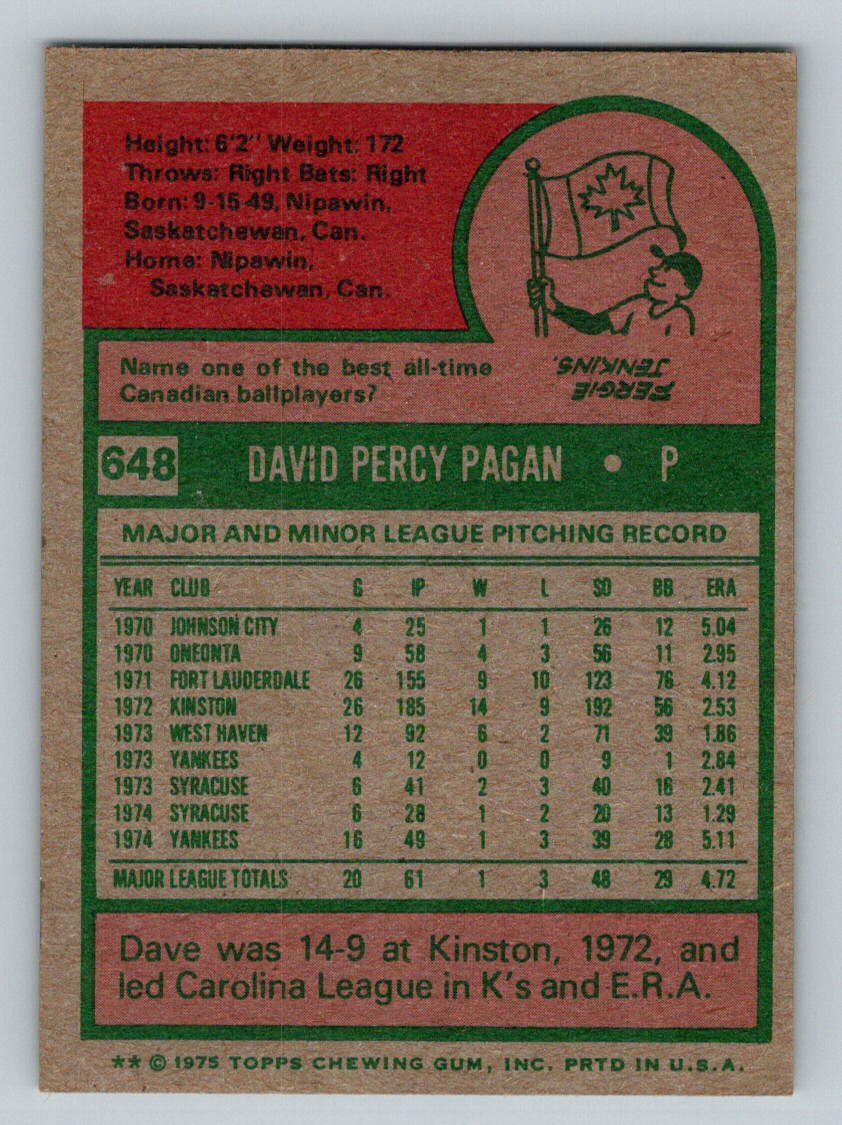 Height: 6'2" Weight: 172
Throws: Right Bats: Right
Born: 9-15-49, Nipawin,
Saskatchewan, Can.
Home: Nipawin,
Saskatchewan, Can.
Name one of the best all-time
Canadian ballplayers?
FERGIE
JENKINS.
648 DAVID PERCY PAGAN • P
MAJOR AND MINOR LEAGUE PITCHING RECORD
YEAR CLUB G IP W L SO BB ERA
1970 JOHNSON CITY 4 25 1 1 26 12 5.04
1970 ONEONTA 9 58 4 3 56 11 2.95
1971 FORT LAUDERDALE 26 155 9 10 123 76 4.12
1972 KINSTON 26 185 14 9 192 56 2.53
1973 WEST HAVEN 12 92 6 2 71 39 1.86
1973 YANKEES 4 12 0 0 9 1 2.84
1973 SYRACUSE 6 41 2 3 40 16 2.41
1974 SYRACUSE 6 28 1 2 20 13 1.29
1974 YANKEES 16 49 1 3 39 28 5.11
MAJOR LEAGUE TOTALS 20 61 1 3 48 29 4.72
Dave was 14-9 at Kinston, 1972, and
led Carolina League in K's and E.R.A.
** © 1975 TOPPS CHEWING GUM, INC. PRTD IN U.S.A.